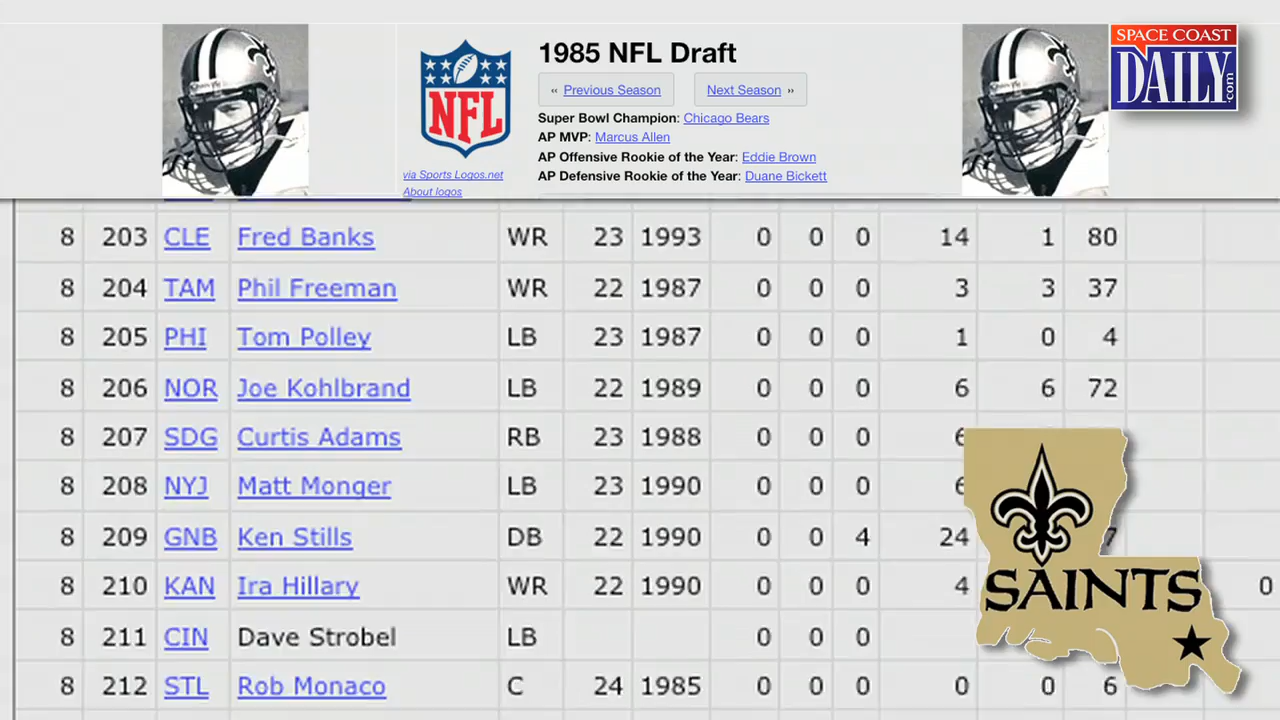 SPACE COAST
DAILY.com
NFL
1985 NFL Draft
‹‹ Previous Season
Next Season ››
Super Bowl Champion: Chicago Bears
AP MVP: Marcus Allen
AP Offensive Rookie of the Year: Eddie Brown
AP Defensive Rookie of the Year: Duane Bickett
via Sports Logos.net
About logos
8 203 CLE Fred Banks WR 23 1993 0 0 0 14 1 80
8 204 TAM Phil Freeman WR 22 1987 0 0 0 3 3 37
8 205 PHI Tom Polley LB 23 1987 0 0 0 1 0 4
8 206 NOR Joe Kohlbrand LB 22 1989 0 0 0 6 6 72
8 207 SDG Curtis Adams RB 23 1988 0 0 0 6
8 208 NYJ Matt Monger LB 23 1990 0 0 0 6
8 209 GNB Ken Stills DB 22 1990 0 0 4 24 7
8 210 KAN Ira Hillary WR 22 1990 0 0 0 4 0
8 211 CIN Dave Strobel LB 0 0 0
8 212 STL Rob Monaco C 24 1985 0 0 0 0 0 6
SAINTS